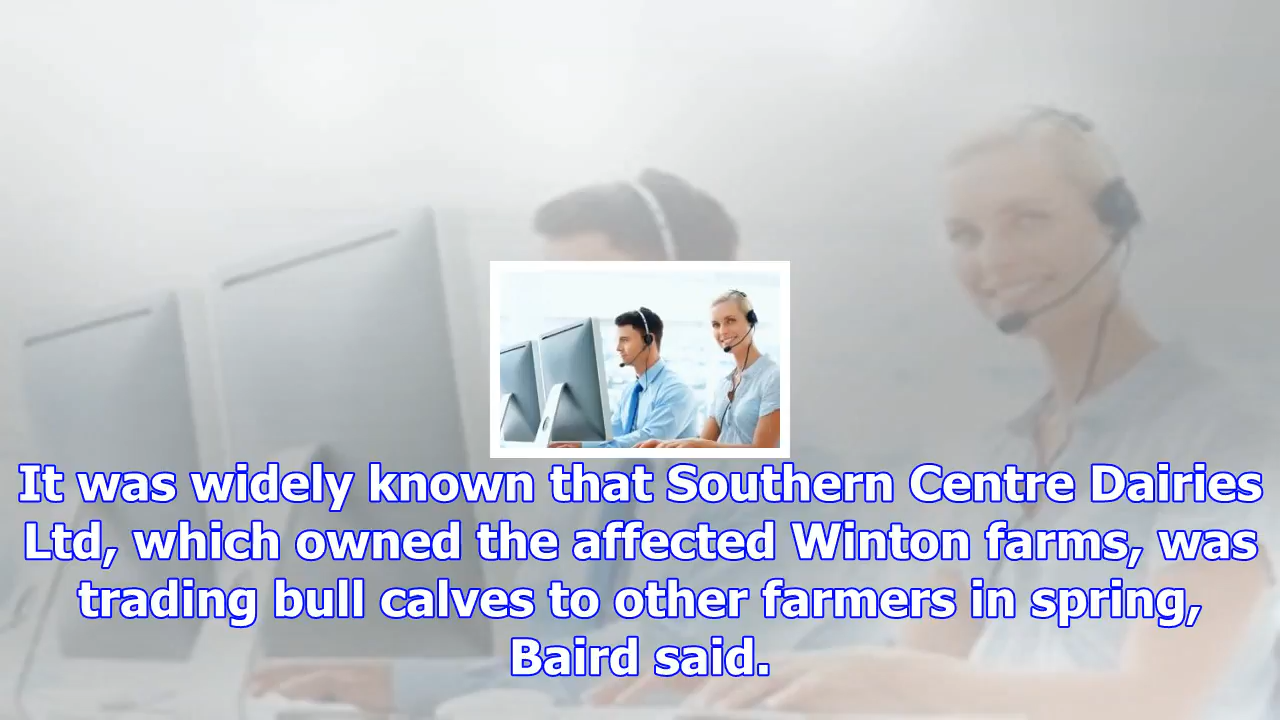 It was widely known that Southern Centre Dairies
Ltd, which owned the affected Winton farms, was
trading bull calves to other farmers in spring,
Baird said.